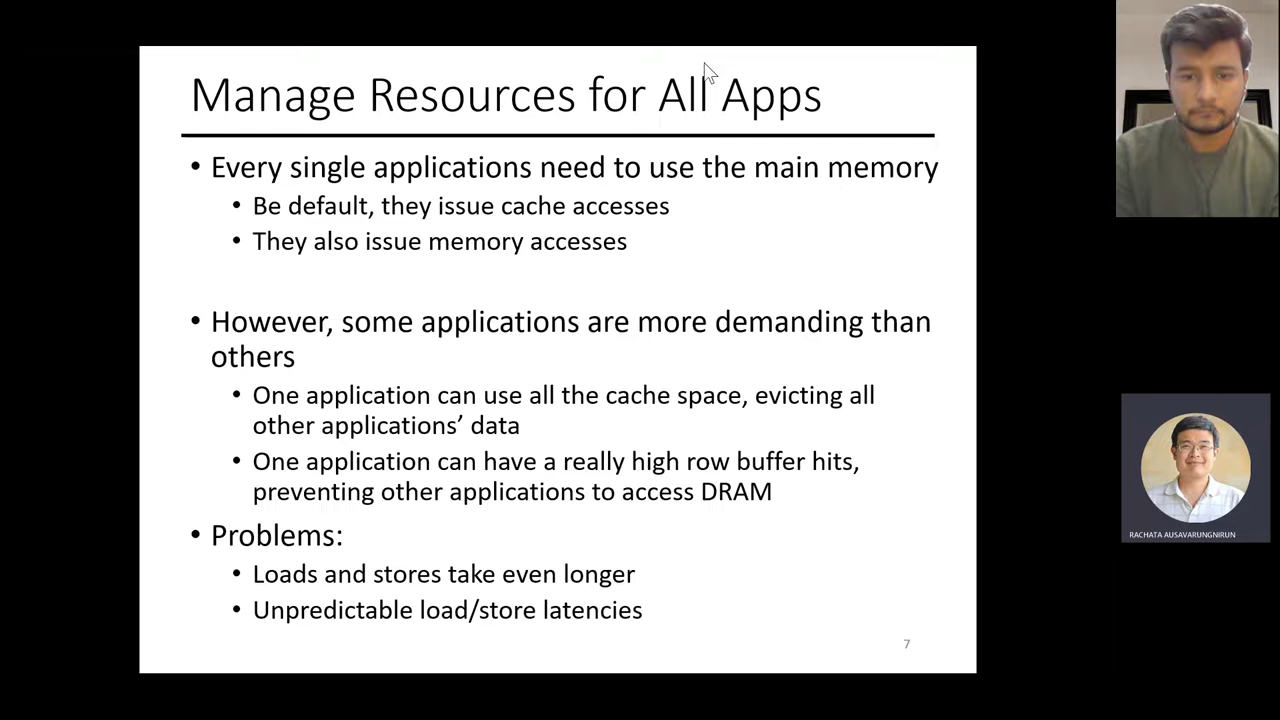 Manage Resources for All Apps
• Every single applications need to use the main memory
• Be default, they issue cache accesses
• They also issue memory accesses
• However, some applications are more demanding than
others
• One application can use all the cache space, evicting all
other applications’ data
• One application can have a really high row buffer hits,
preventing other applications to access DRAM
• Problems:
• Loads and stores take even longer
• Unpredictable load/store latencies
7
RACHATA AUSAVARUNGNIRUN